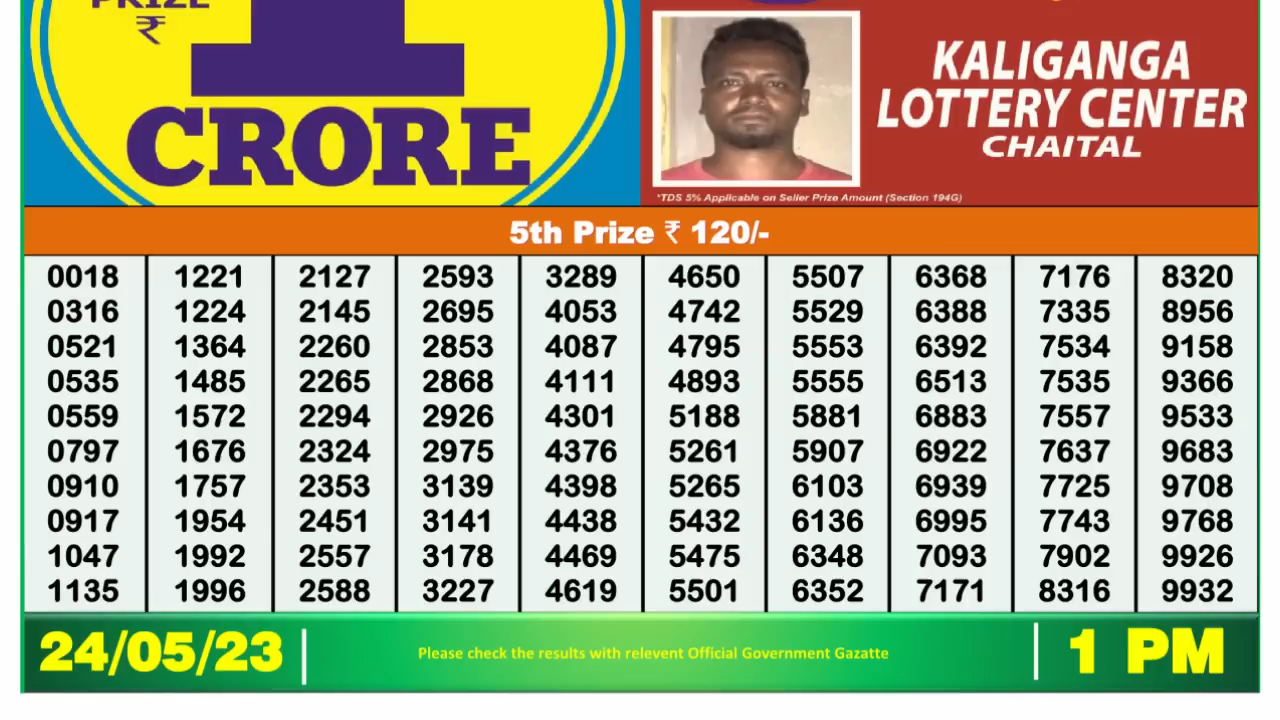 PRIZE
₹
1
CRORE
KALIGANGA
LOTTERY CENTER
CHAITAL
*TDS 5% Applicable on Seller Prize Amount (Section 194G)
5th Prize ₹ 120/-
0018 1221 2127 2593 3289 4650 5507 6368 7176 8320
0316 1224 2145 2695 4053 4742 5529 6388 7335 8956
0521 1364 2260 2853 4087 4795 5553 6392 7534 9158
0535 1485 2265 2868 4111 4893 5555 6513 7535 9366
0559 1572 2294 2926 4301 5188 5881 6883 7557 9533
0797 1676 2324 2975 4376 5261 5907 6922 7637 9683
0910 1757 2353 3139 4398 5265 6103 6939 7725 9708
0917 1954 2451 3141 4438 5432 6136 6995 7743 9768
1047 1992 2557 3178 4469 5475 6348 7093 7902 9926
1135 1996 2588 3227 4619 5501 6352 7171 8316 9932
24/05/23
Please check the results with relevent Official Government Gazatte
1 PM